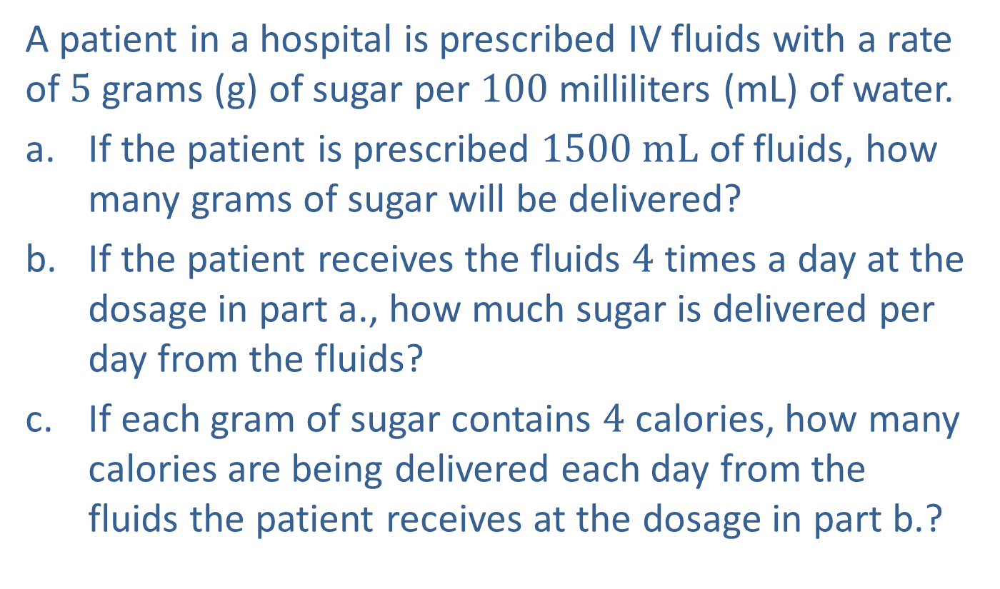 A patient in a hospital is prescribed IV fluids with a rate
of 5 grams (g) of sugar per 100 milliliters (mL) of water.
a. If the patient is prescribed 1500 mL of fluids, how
many grams of sugar will be delivered?
b. If the patient receives the fluids 4 times a day at the
dosage in part a., how much sugar is delivered per
day from the fluids?
c. If each gram of sugar contains 4 calories, how many
calories are being delivered each day from the
fluids the patient receives at the dosage in part b.?